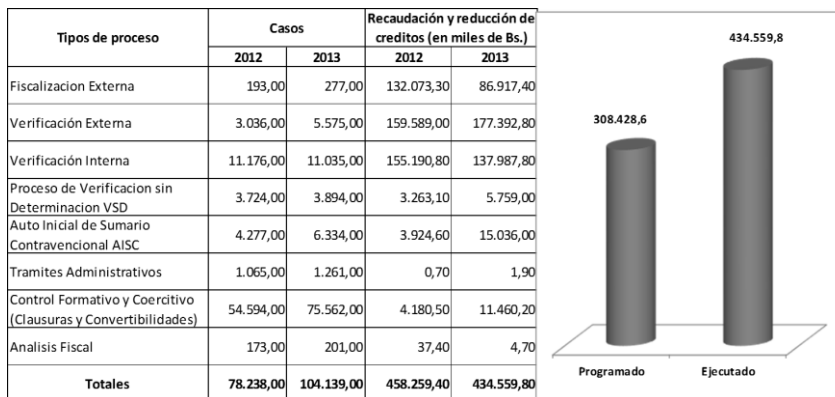 Tipos de proceso Casos Recaudación y reducción de creditos (en miles de Bs.)
2012 2013 2012 2013
Fiscalizacion Externa 193,00 277,00 132.073,30 86.917,40
Verificación Externa 3.036,00 5.575,00 159.589,00 177.392,80
Verificación Interna 11.176,00 11.035,00 155.190,80 137.987,80
Proceso de Verificacion sin
Determinacion VSD 3.724,00 3.894,00 3.263,10 5.759,00
Auto Inicial de Sumario
Contravencional AISC 4.277,00 6.334,00 3.924,60 15.036,00
Tramites Administrativos 1.065,00 1.261,00 0,70 1,90
Control Formativo y Coercitivo
(Clausuras y Convertibilidades) 54.594,00 75.562,00 4.180,50 11.460,20
Analisis Fiscal 173,00 201,00 37,40 4,70
Totales 78.238,00 104.139,00 458.259,40 434.559,80
434.559,8
308.428,6
Programado Ejecutado